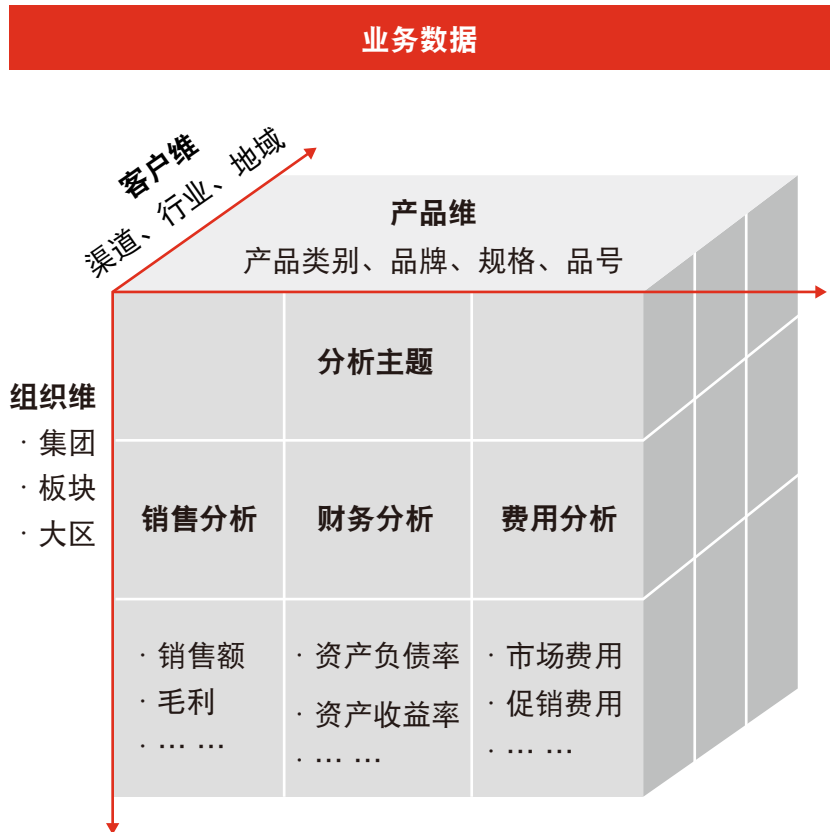 业务数据
客户维
渠道、行业、地域
产品维
产品类别、品牌、规格、品号
组织维
· 集团
· 板块
· 大区
分析主题
销售分析
财务分析
费用分析
· 销售额
· 毛利
· … …
· 资产负债率
· 资产收益率
· … …
· 市场费用
· 促销费用
· … …